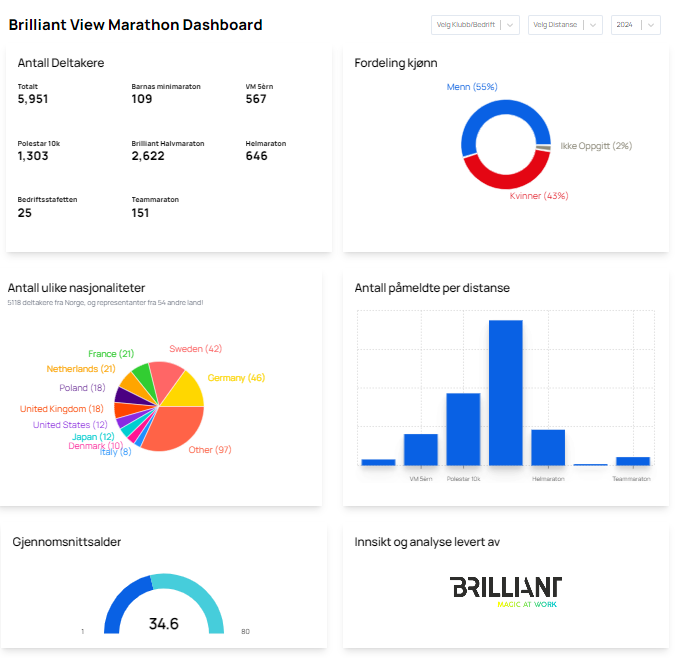 Brilliant View Marathon Dashboard
Velg Klubb/Bedrift
Velg Distanse
2024
Antall Deltakere
Totalt
5,951
Barnas minimaraton
109
VM 5èrn
567
Polestar 10k
1,303
Brilliant Halvmaraton
2,622
Helmaraton
646
Bedriftsstafetten
25
Teammaraton
151
Fordeling kjønn
Menn (55%)
Ikke Oppgitt (2%)
Kvinner (43%)
Antall ulike nasjonaliteter
5118 deltakere fra Norge, og representanter fra 54 andre land!
Sweden (42)
France (21)
Netherlands (21)
Germany (46)
Poland (18)
United Kingdom (18)
United States (12)
Japan (12)
Denmark (10)
Italy (8)
Other (97)
Antall påmeldte per distanse
VM 5èrn
Polestar 10k
Helmaraton
Teammaraton
Gjennomsnittsalder
34.6
1
80
Innsikt og analyse levert av
BRILLIANT
MAGIC AT WORK